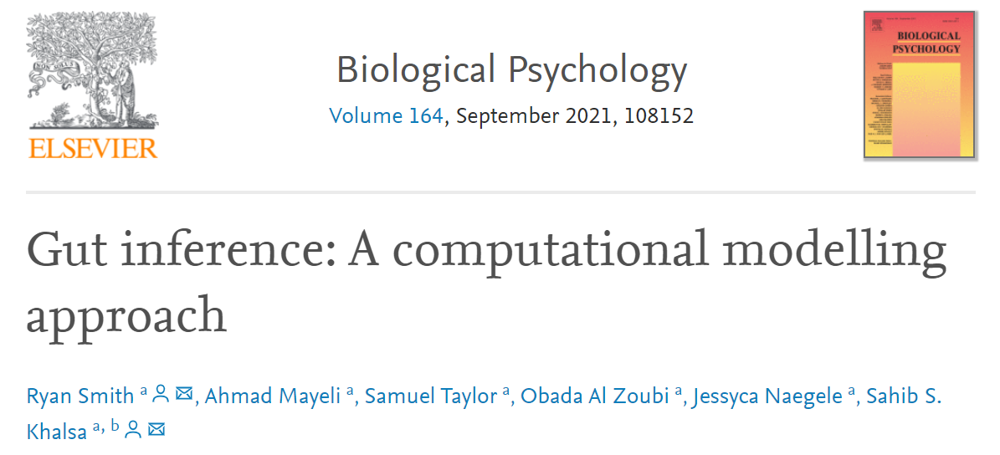 ELSEVIER
Biological Psychology
Volume 164, September 2021, 108152
BIOLOGICAL
PSYCHOLOGY
Gut inference: A computational modelling
approach
Ryan Smith a, Ahmad Mayeli a, Samuel Taylor a, Obada Al Zoubi a, Jessyca Naegele a, Sahib S.
Khalsa a, b